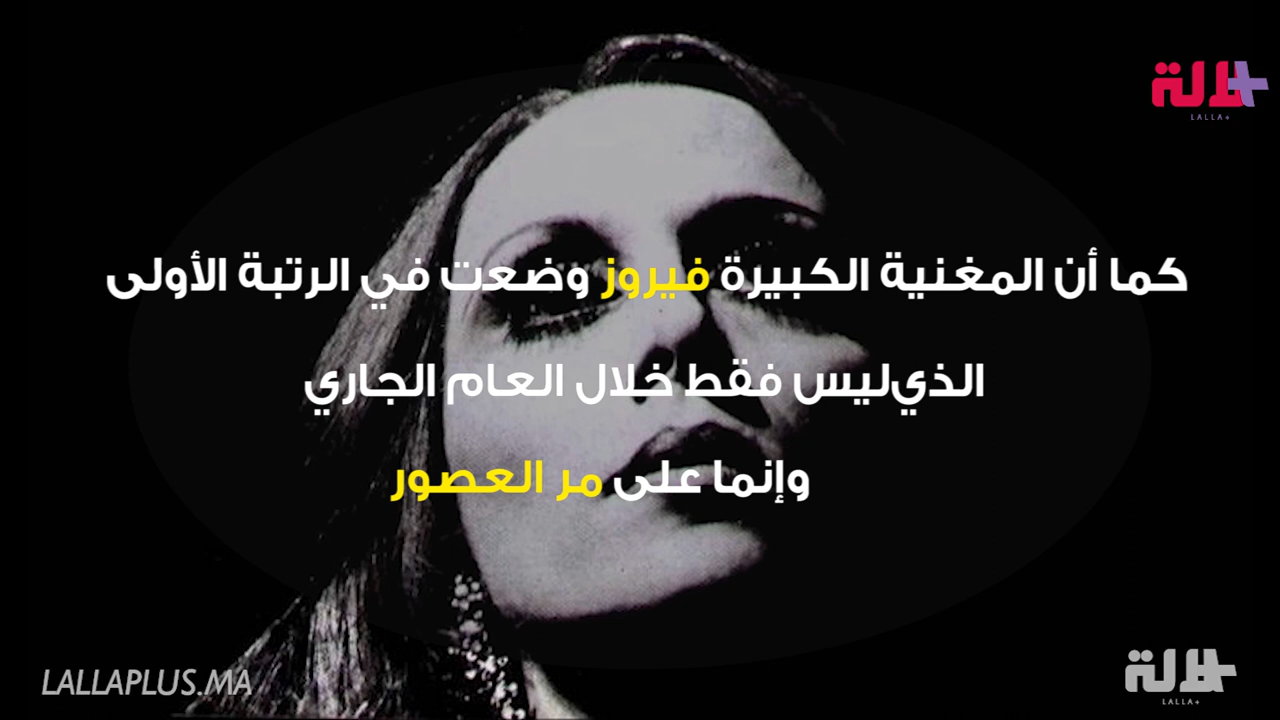 لالة+
LALLA+
كما أن المغنية الكبيرة فيروز وضعت في الرتبة الأولى
الذيليس فقط خلال العام الجاري
وإنما على مر العصور
LALLAPLUS.MA
لالة+
LALLA+